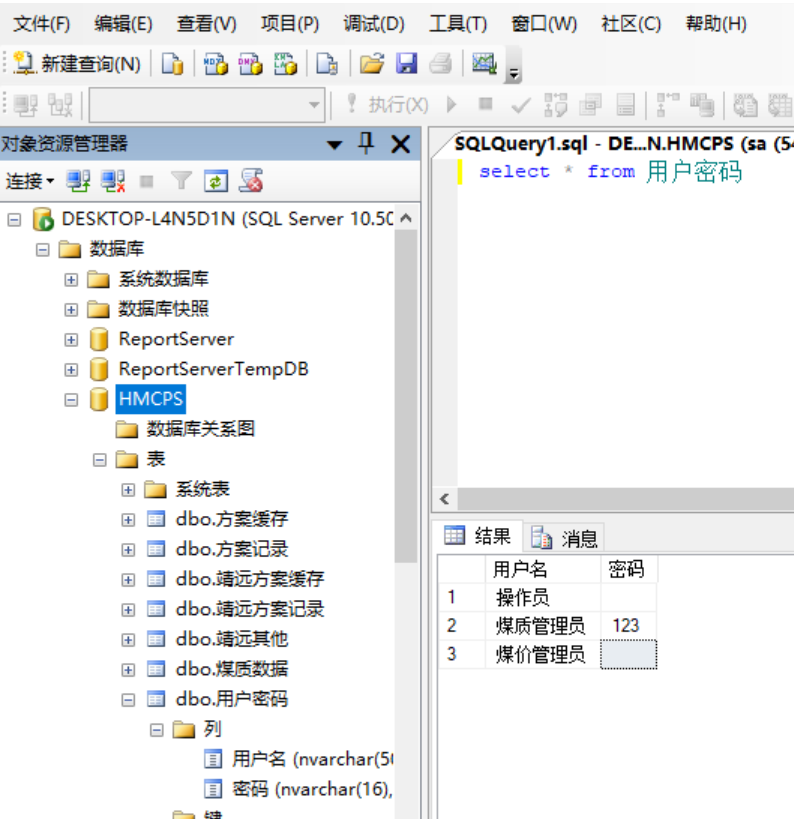 文件(F) 编辑(E) 查看(V) 项目(P) 调试(D) 工具(T) 窗口(W) 社区(C) 帮助(H)
新建查询(N)
执行(X)
对象资源管理器
连接
DESKTOP-L4N5D1N (SQL Server 10.50
数据库
系统数据库
数据库快照
ReportServer
ReportServerTempDB
HMCPS
数据库关系图
表
系统表
dbo.方案缓存
dbo.方案记录
dbo.靖远方案缓存
dbo.靖远方案记录
dbo.靖远其他
dbo.煤质数据
dbo.用户密码
列
用户名 (nvarchar(50
密码 (nvarchar(16),
键
SQLQuery1.sql - DE...N.HMCPS (sa (54
select * from 用户密码
结果 消息
用户名 密码
1 操作员
2 煤质管理员 123
3 煤价管理员